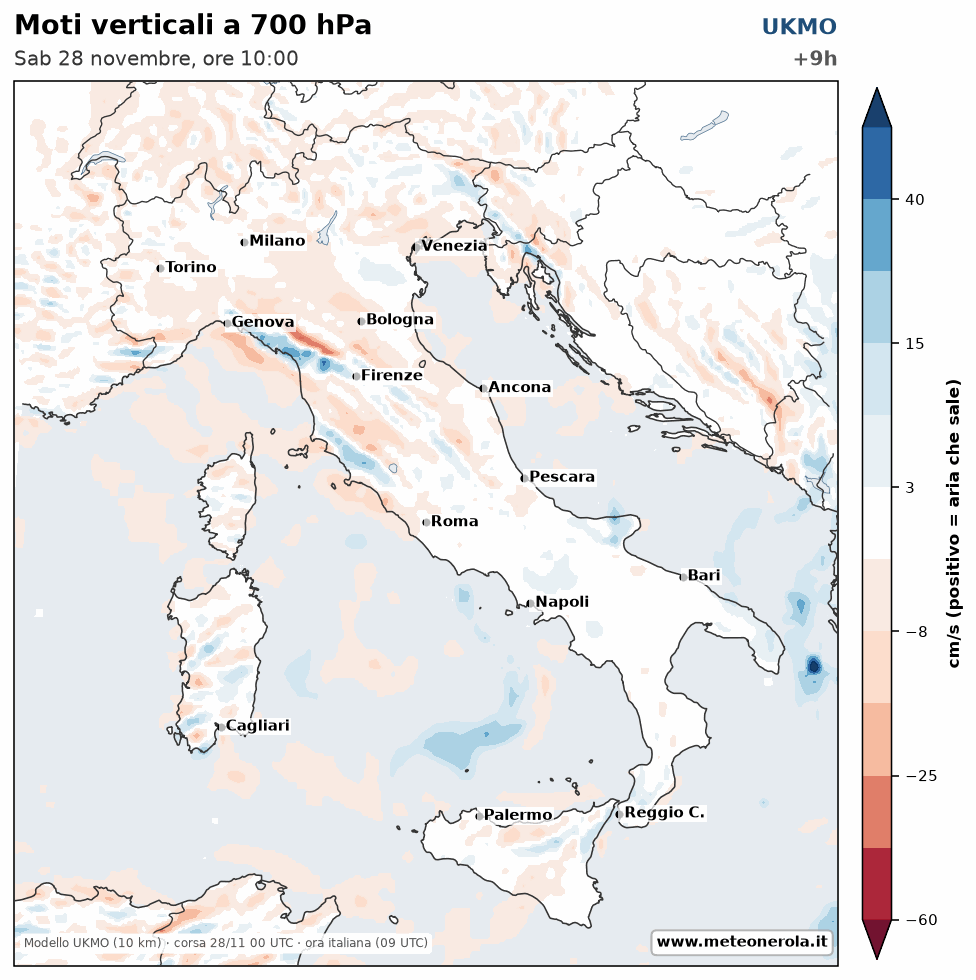 Moti verticali a 700 hPa
UKMO
Sab 28 novembre, ore 10:00
+9h
Milano
Venezia
Torino
Genova
Bologna
Firenze
Ancona
Pescara
Roma
Bari
Napoli
Cagliari
Palermo
Reggio C.
40
15
3
−8
−25
−60
cm/s (positivo = aria che sale)
Modello UKMO (10 km) · corsa 28/11 00 UTC · ora italiana (09 UTC)
www.meteonerola.it